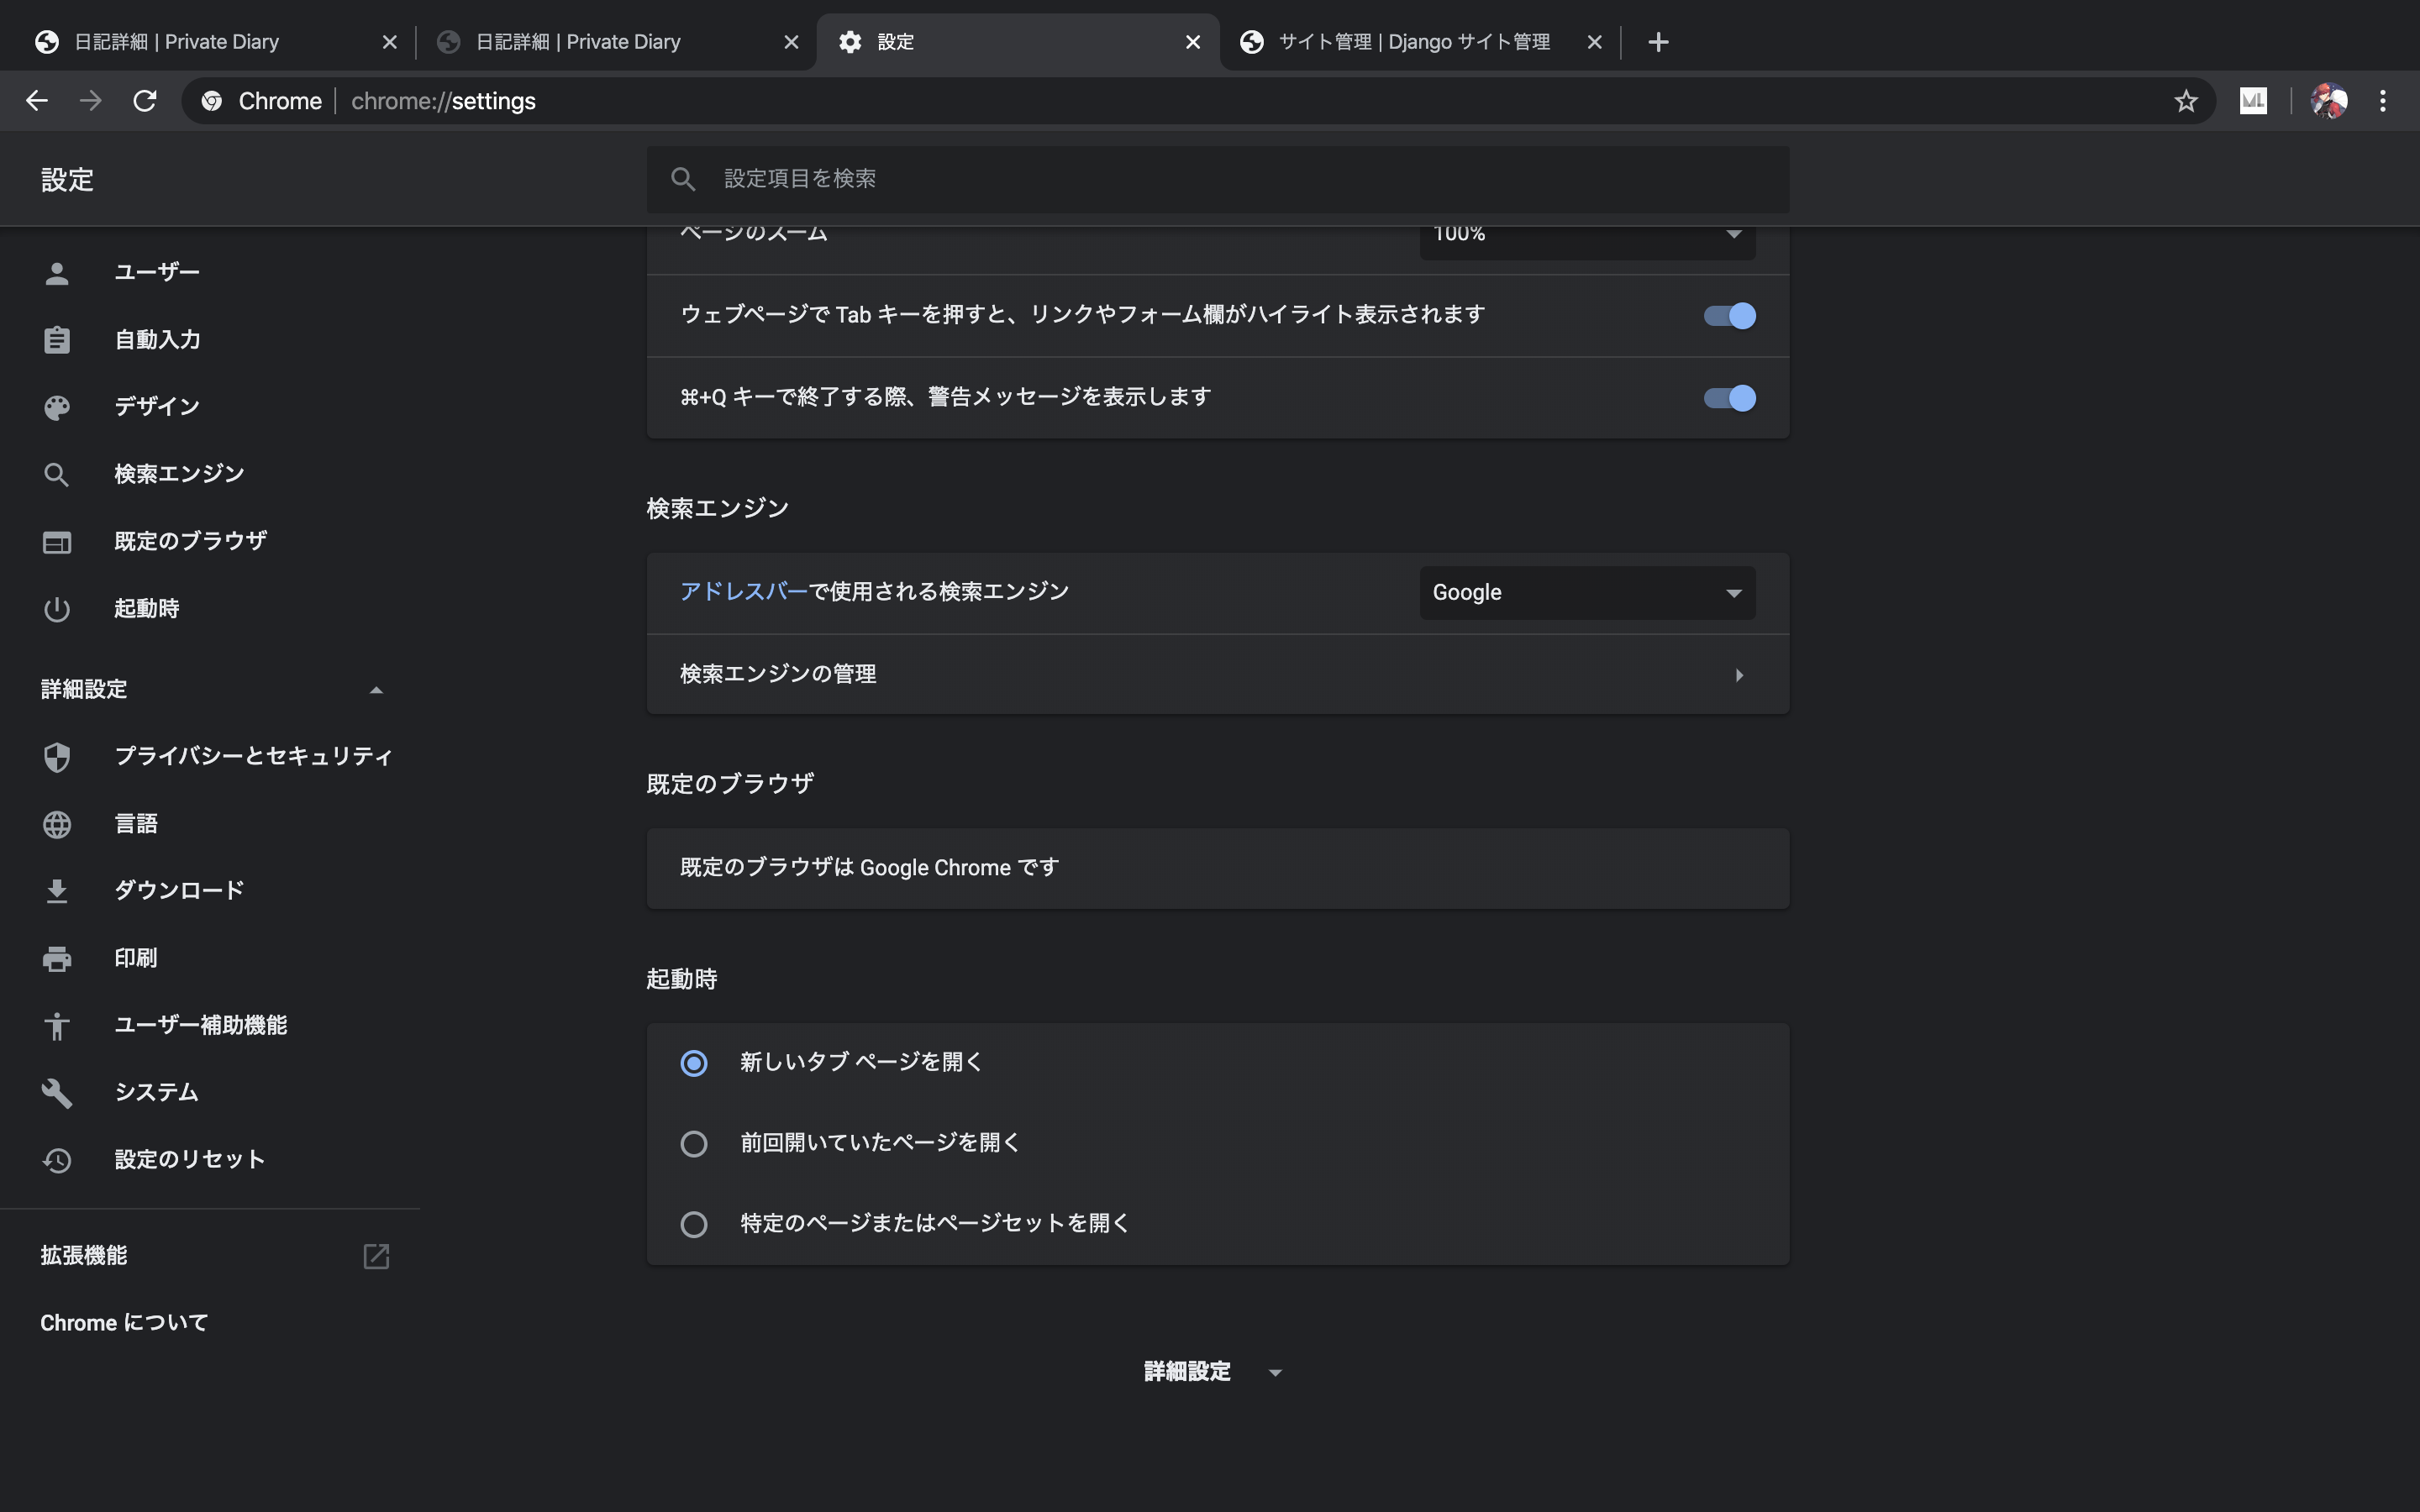 日記詳細 | Private Diary
日記詳細 | Private Diary
設定
サイト管理 | Django サイト管理
Chrome
chrome://settings
ML
設定
設定項目を検索
ユーザー
自動入力
デザイン
検索エンジン
既定のブラウザ
起動時
詳細設定
プライバシーとセキュリティ
言語
ダウンロード
印刷
ユーザー補助機能
システム
設定のリセット
拡張機能
Chrome について
ページのズーム
100%
ウェブページで Tab キーを押すと、リンクやフォーム欄がハイライト表示されます
⌘+Q キーで終了する際、警告メッセージを表示します
検索エンジン
アドレスバーで使用される検索エンジン
Google
検索エンジンの管理
既定のブラウザ
既定のブラウザは Google Chrome です
起動時
新しいタブ ページを開く
前回開いていたページを開く
特定のページまたはページセットを開く
詳細設定